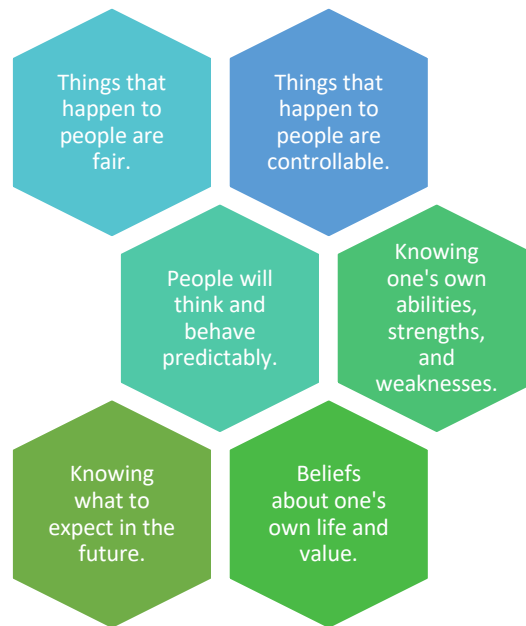 Things that
happen to
people are
fair.
Things that
happen to
people are
controllable.
People will
think and
behave
predictably.
Knowing
one's own
abilities,
strengths,
and
weaknesses.
Knowing
what to
expect in the
future.
Beliefs
about one's
own life and
value.